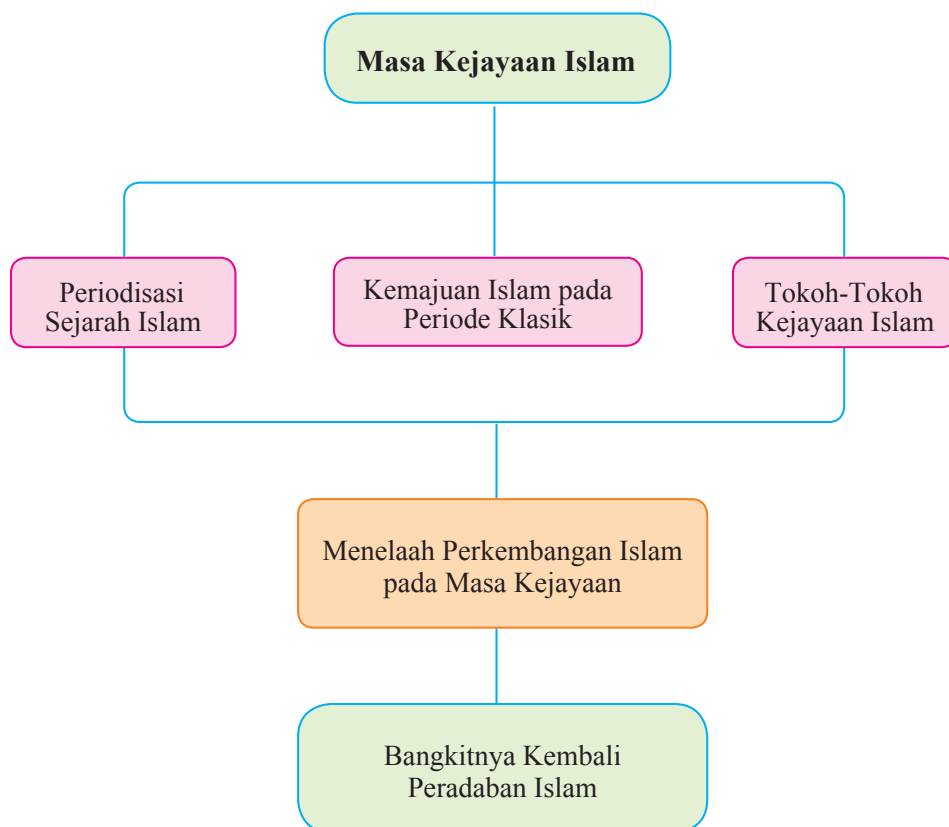 Masa Kejayaan Islam
Periodisasi
Sejarah Islam
Kemajuan Islam pada
Periode Klasik
Tokoh-Tokoh
Kejayaan Islam
Menelaah Perkembangan Islam
pada Masa Kejayaan
Bangkitnya Kembali
Peradaban Islam